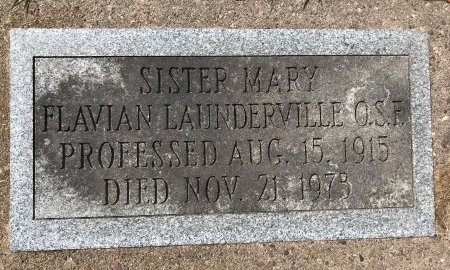 SISTER MARY
FLAVIAN LAUNDERVILLE O.S.F.
PROFESSED AUG. 15, 1915
DIED NOV. 21, 1973